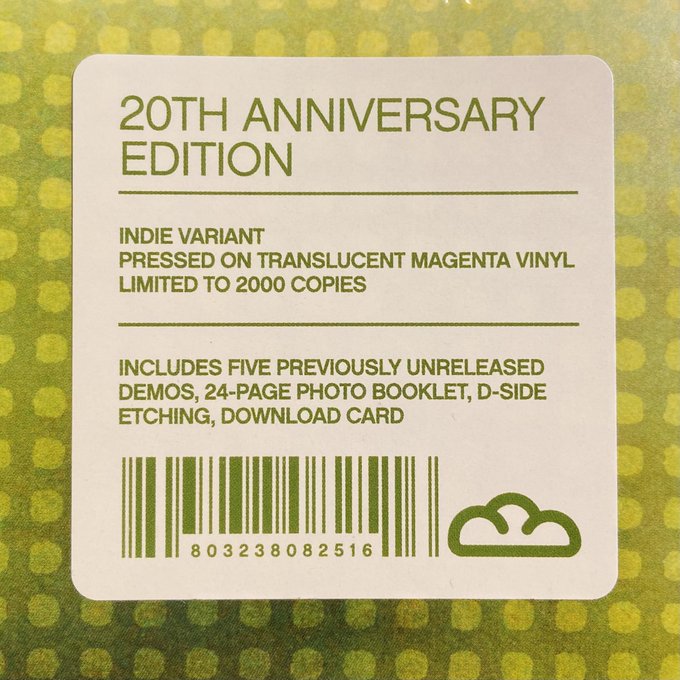 20TH ANNIVERSARY
EDITION
INDIE VARIANT
PRESSED ON TRANSLUCENT MAGENTA VINYL
LIMITED TO 2000 COPIES
INCLUDES FIVE PREVIOUSLY UNRELEASED
DEMOS, 24-PAGE PHOTO BOOKLET, D-SIDE
ETCHING, DOWNLOAD CARD
803238082516